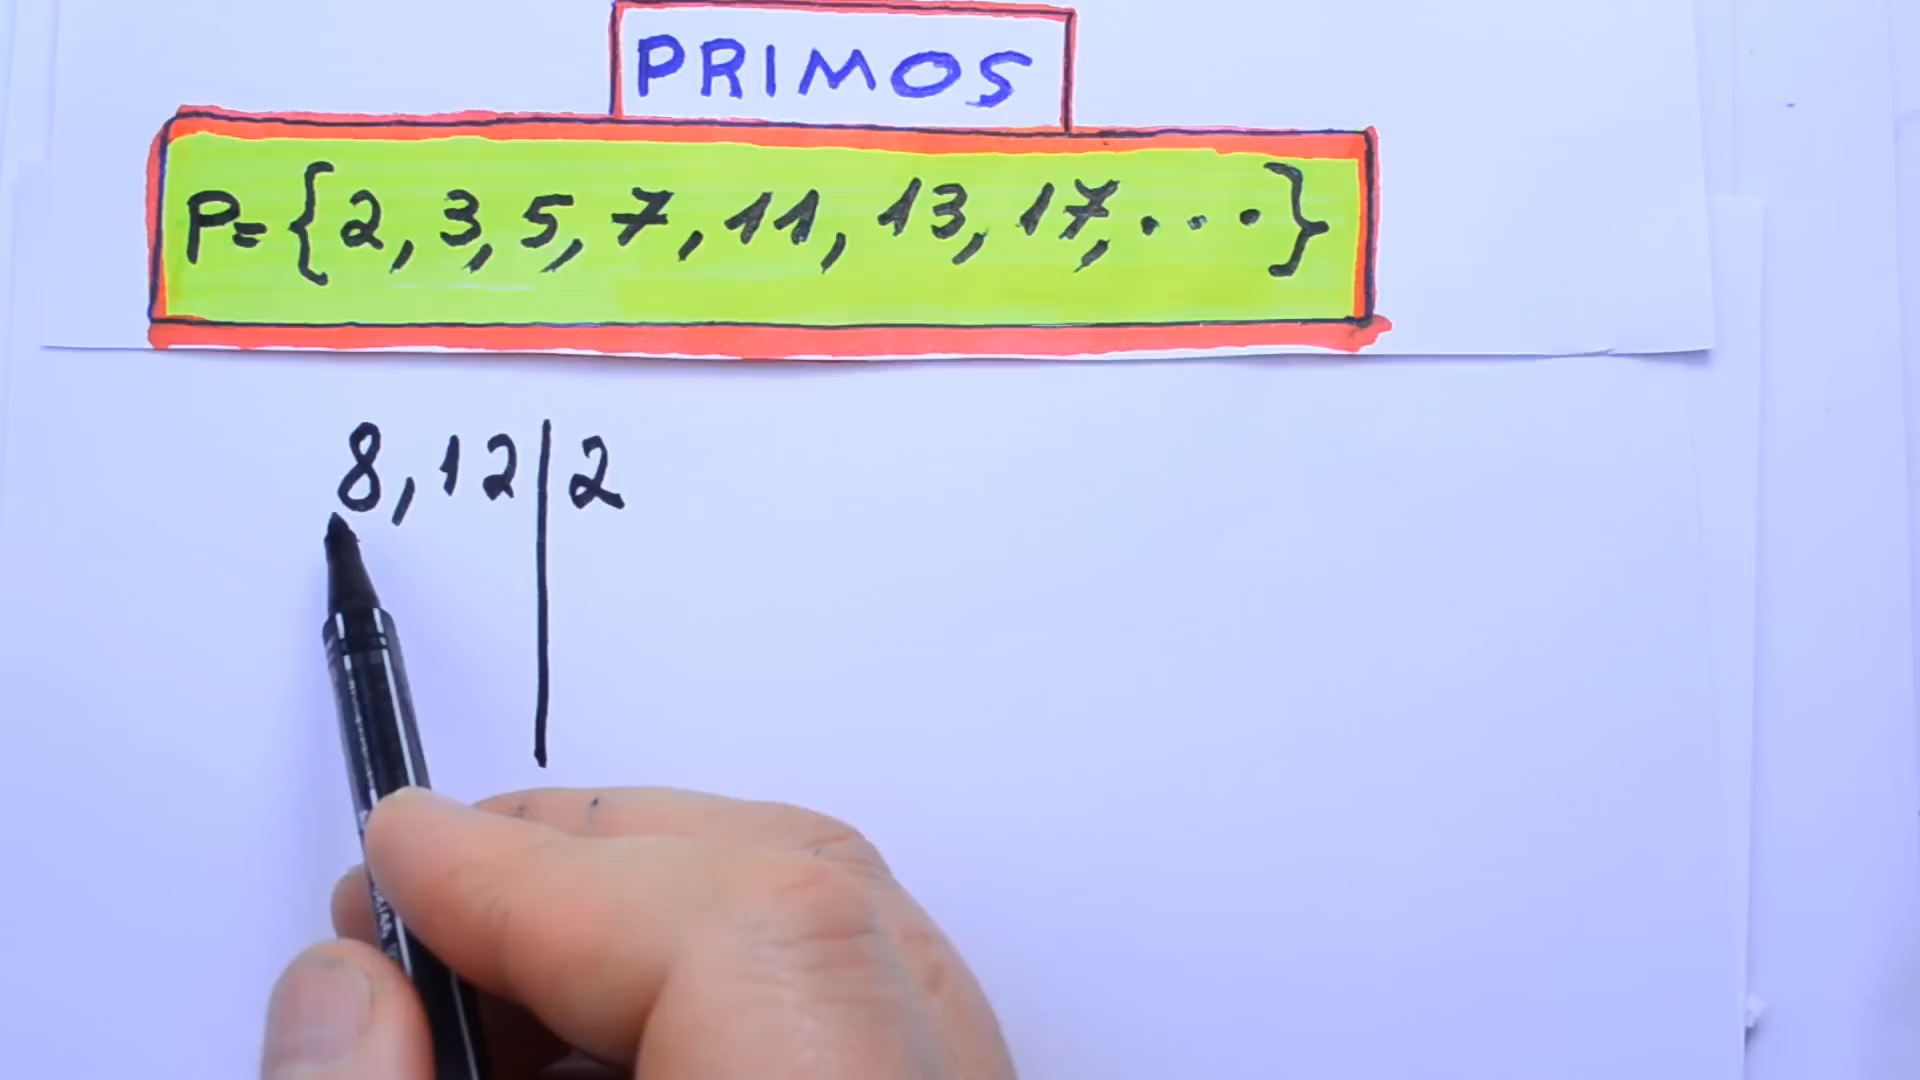 PRIMOS
P={2, 3, 5, 7, 11, 13, 17, ...}
8, 12 | 2